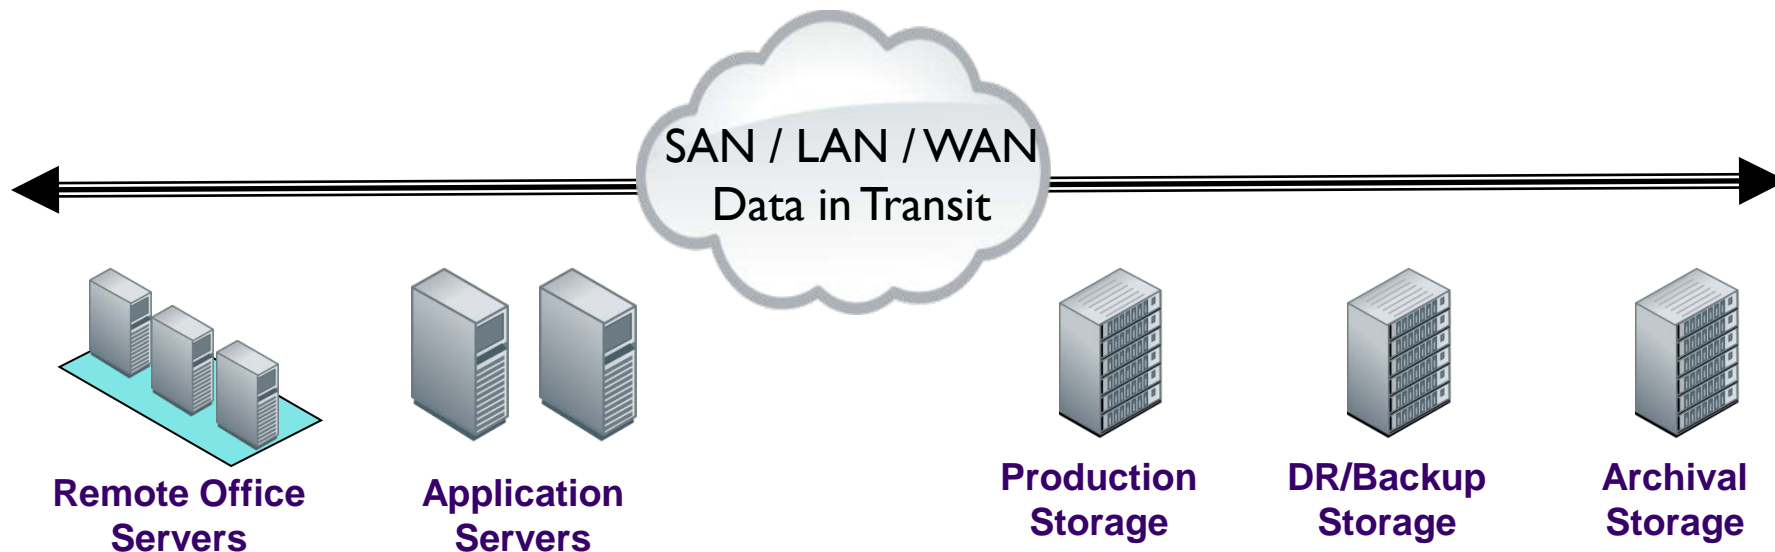 SAN / LAN / WAN
Data in Transit
Remote Office
Servers
Application
Servers
Production
Storage
DR/Backup
Storage
Archival
Storage